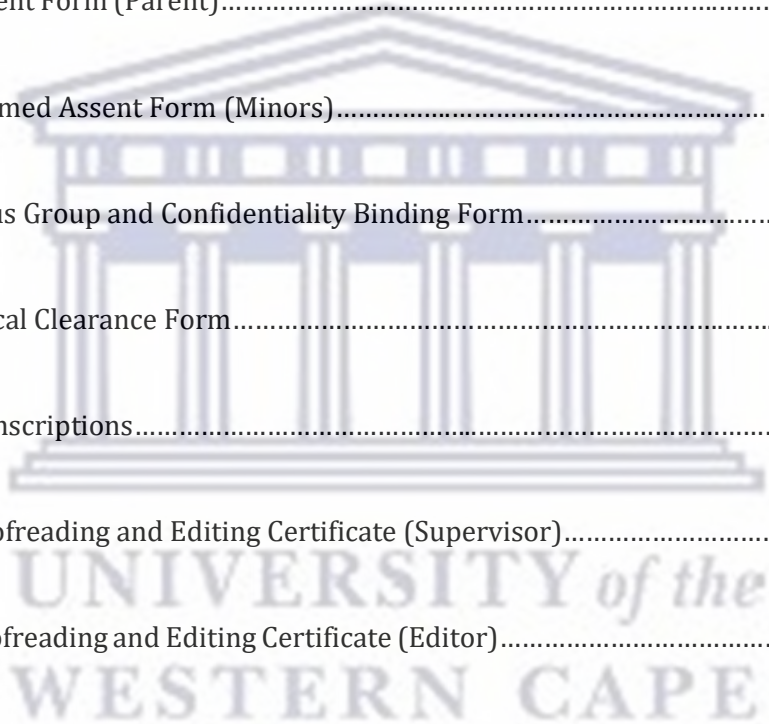 ent Form (Parent)……………………………………………………
med Assent Form (Minors)………………………………………………
us Group and Confidentiality Binding Form………………………
cal Clearance Form……………………………………………………………
nscriptions……………………………………………………………………
ofreading and Editing Certificate (Supervisor)…………………
UNIVERSITY of the
ofreading and Editing Certificate (Editor)…………………………
WESTERN CAPE